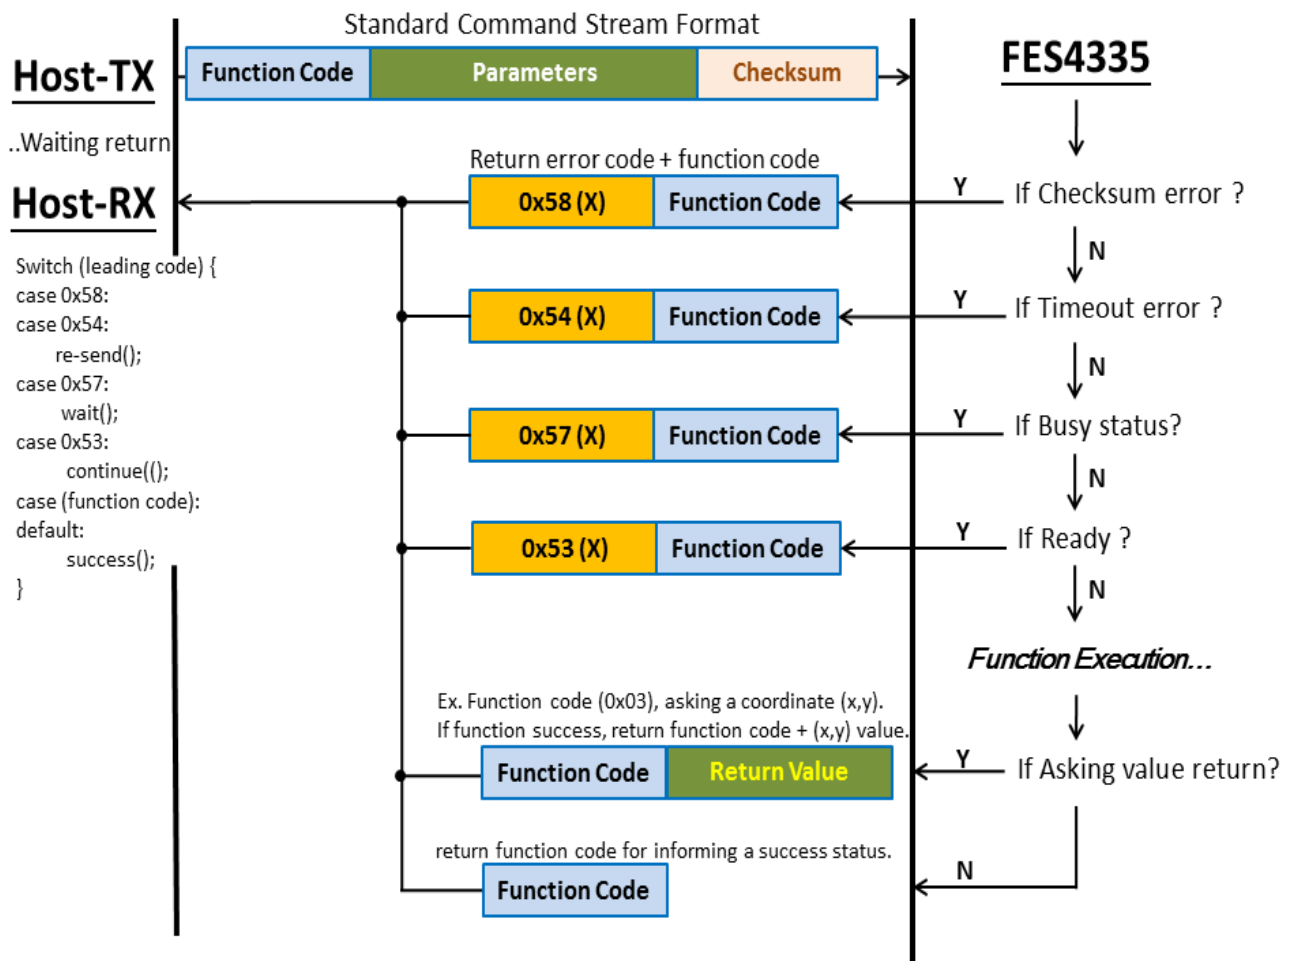 Standard Command Stream Format
Host-TX
Function Code
Parameters
Checksum
FES4335
..Waiting return
Return error code + function code
Host-RX
0x58 (X)
Function Code
Y
If Checksum error ?
N
Switch (leading code) {
case 0x58:
case 0x54:
re-send();
case 0x57:
wait();
case 0x53:
continue(();
case (function code):
default:
success();
}
0x54 (X)
Function Code
Y
If Timeout error ?
N
0x57 (X)
Function Code
Y
If Busy status?
N
0x53 (X)
Function Code
Y
If Ready ?
N
Function Execution...
Ex. Function code (0x03), asking a coordinate (x,y).
If function success, return function code + (x,y) value.
Function Code
Return Value
Y
If Asking value return?
return function code for informing a success status.
Function Code
N